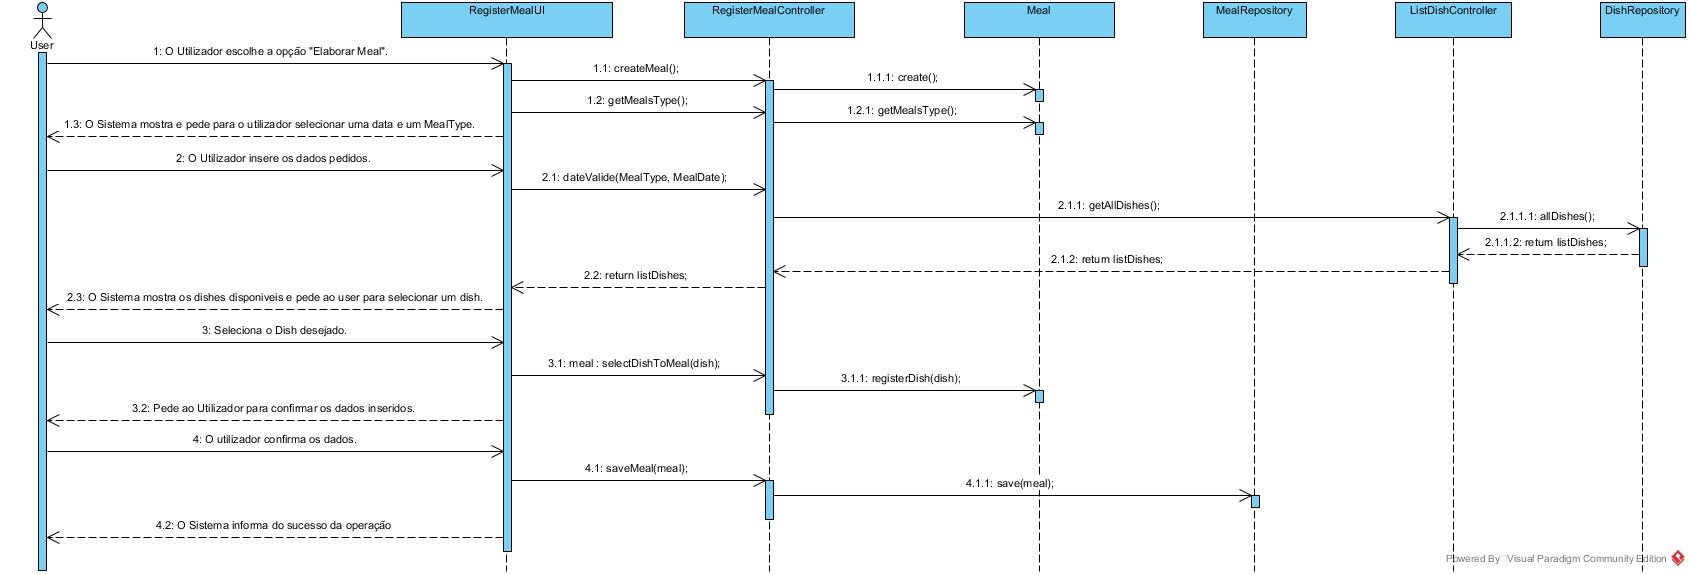 RegisterMealUI
RegisterMealController
Meal
MealRepository
ListDishController
DishRepository
User
1: O Utilizador escolhe a opção "Elaborar Meal".
1.1: createMeal();
1.1.1: create();
1.2: getMealsType();
1.2.1: getMealsType();
1.3: O Sistema mostra e pede para o utilizador selecionar uma data e um MealType.
2: O Utilizador insere os dados pedidos.
2.1: dateValide(MealType, MealDate);
2.1.1: getAllDishes();
2.1.1.1: allDishes();
2.1.1.2: return listDishes;
2.1.2: return listDishes;
2.2: return listDishes;
2.3: O Sistema mostra os dishes disponiveis e pede ao user para selecionar um dish.
3: Seleciona o Dish desejado.
3.1: meal : selectDishToMeal(dish);
3.1.1: registerDish(dish);
3.2: Pede ao Utilizador para confirmar os dados inseridos.
4: O utilizador confirma os dados.
4.1: saveMeal(meal);
4.1.1: save(meal);
4.2: O Sistema informa do sucesso da operação
Powered By Visual Paradigm Community Edition